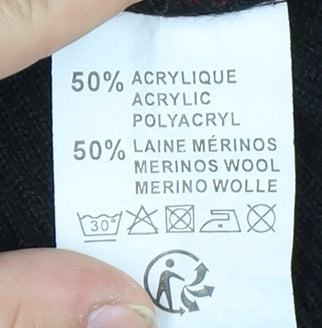 50% ACRYLIQUE
ACRYLIC
POLYACRYL
50% LAINE MÉRINOS
MERINOS WOOL
MERINO WOLLE
30°